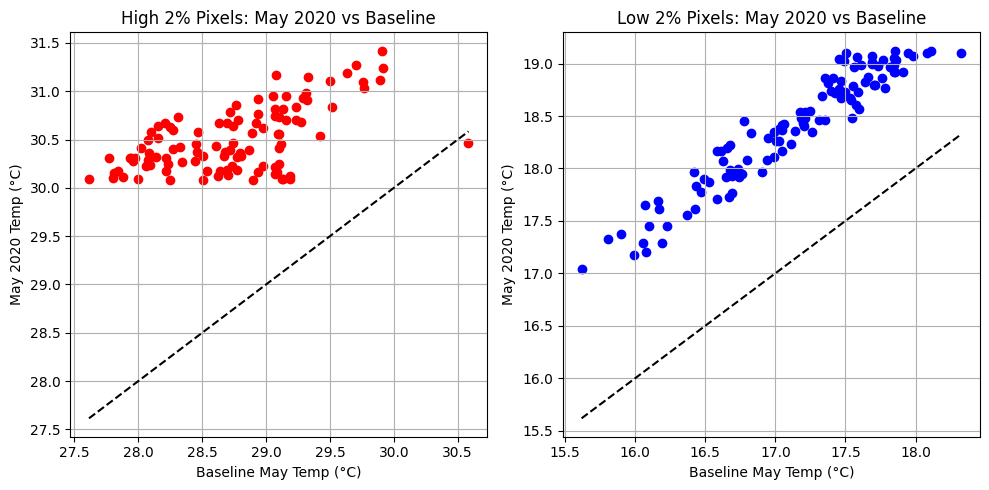 High 2% Pixels: May 2020 vs Baseline
May 2020 Temp (°C)
31.5
31.0
30.5
30.0
29.5
29.0
28.5
28.0
27.5
27.5 28.0 28.5 29.0 29.5 30.0 30.5
Baseline May Temp (°C)
Low 2% Pixels: May 2020 vs Baseline
May 2020 Temp (°C)
19.0
18.5
18.0
17.5
17.0
16.5
16.0
15.5
15.5 16.0 16.5 17.0 17.5 18.0
Baseline May Temp (°C)